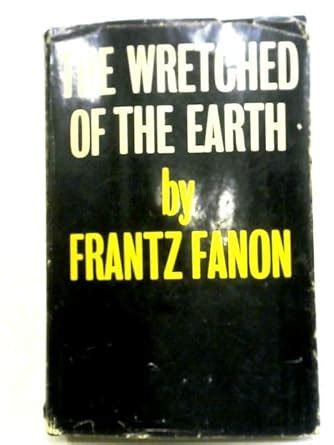 THE WRETCHED
OF THE EARTH
by
FRANTZ FANON